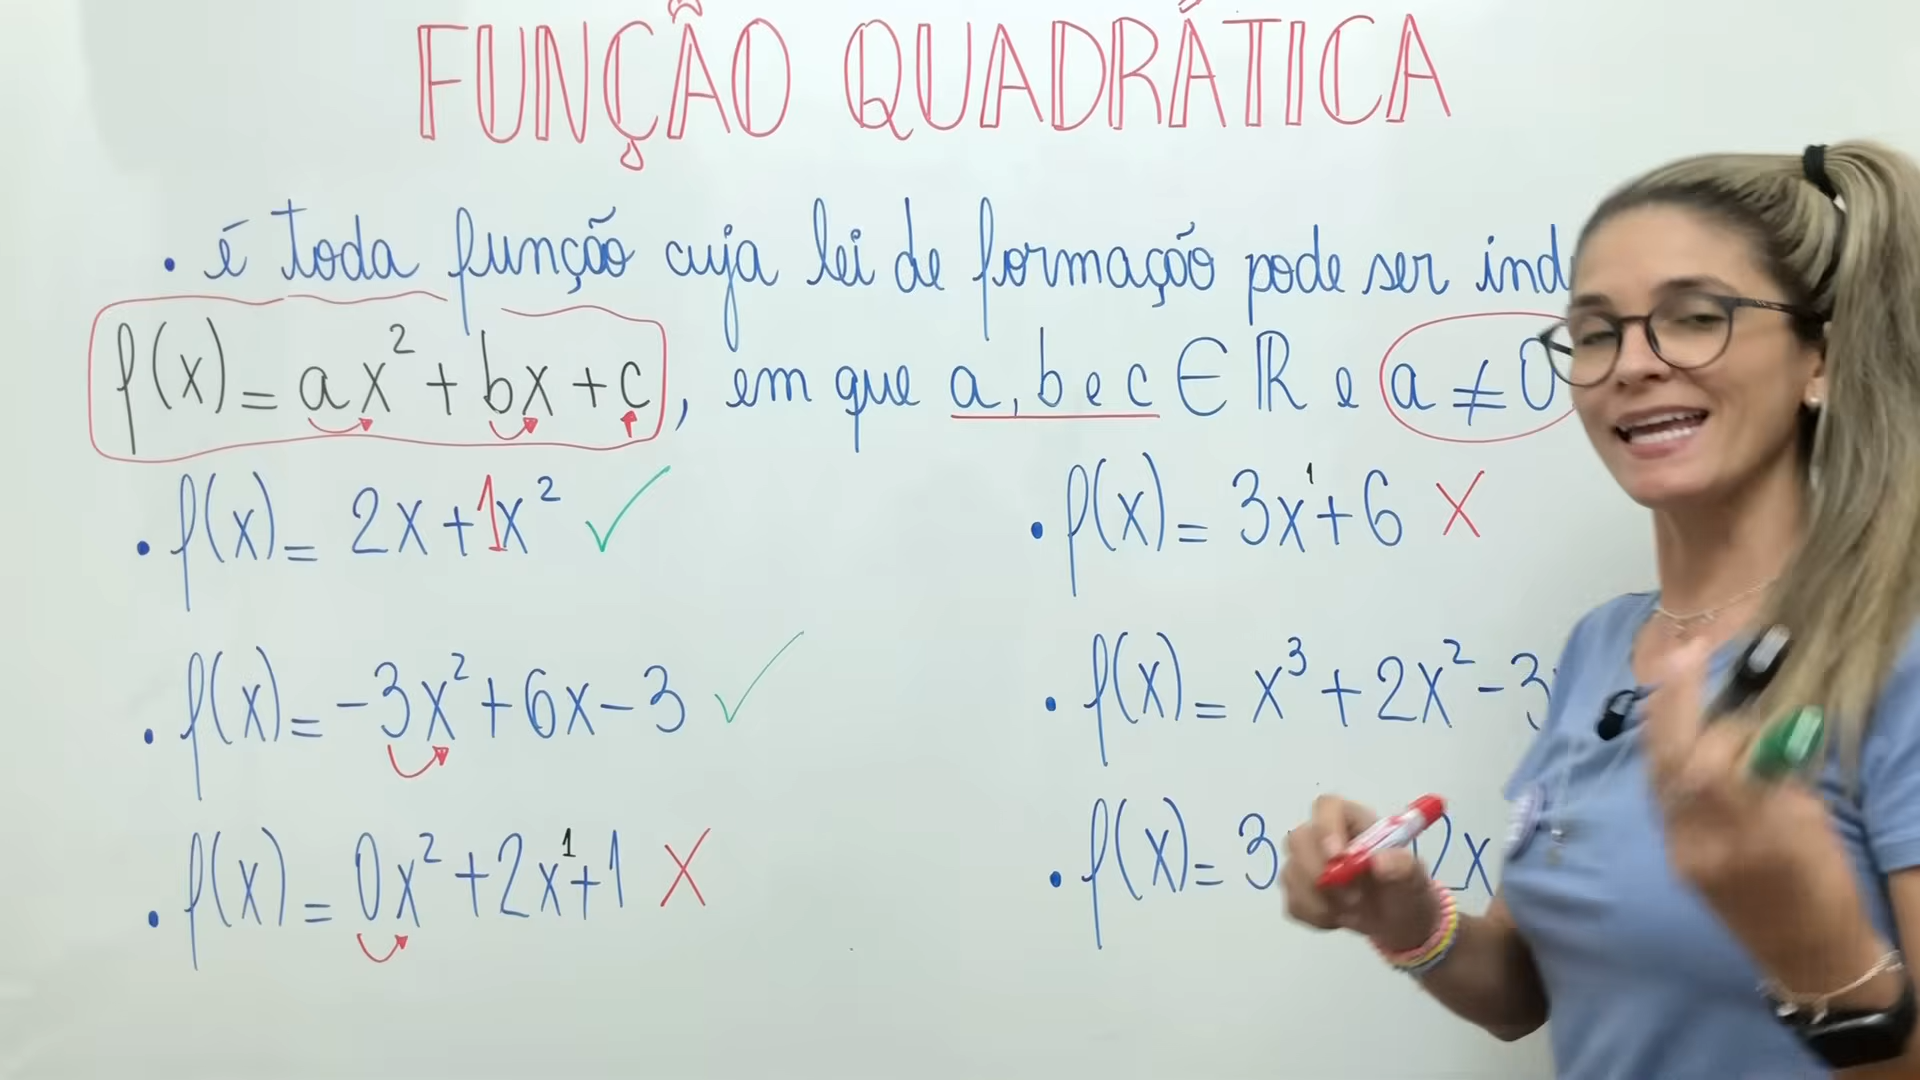 FUNÇÃO QUADRÁTICA
• é toda função cuja lei de formação pode ser
f(x) = ax² + bx + c, em que a, b e c ∈ ℝ e a ≠ 0
• f(x) = 2x + 1x² ✓
• f(x) = 3x¹ + 6 X
• f(x) = -3x² + 6x - 3 ✓
• f(x) = x³ + 2x² - 3
• f(x) = 0x² + 2x¹ + 1 X
• f(x) = 3 2x